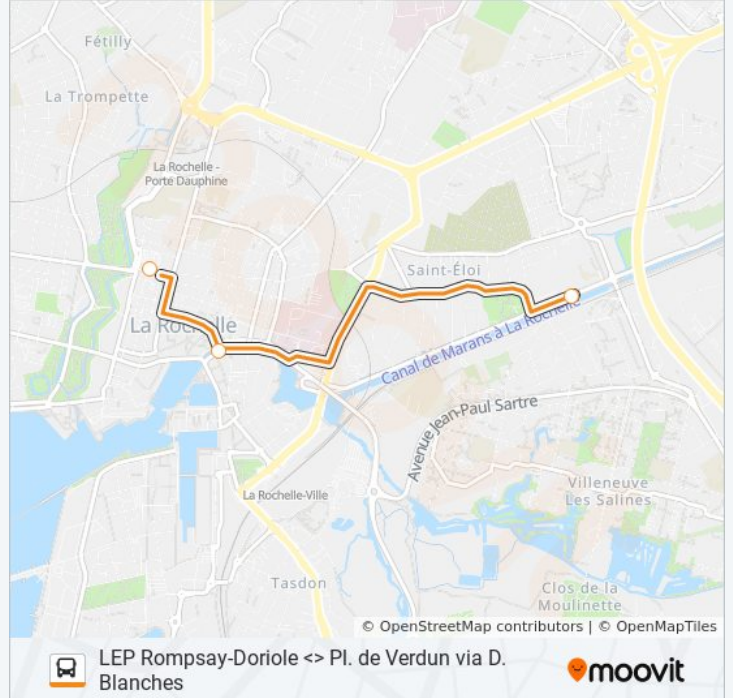 Fétilly
La Trompette
La Rochelle -
Porte Dauphine
Saint-Éloi
La Rochelle
Canal de Marans à La Rochelle
Avenue Jean-Paul Sartre
Villeneuve
Les Salines
La Rochelle-Ville
Tasdon
Clos de la
Moulinette
© OpenStreetMap contributors | © OpenMapTiles
LEP Rompsay-Doriole <> Pl. de Verdun via D.
Blanches
moovit